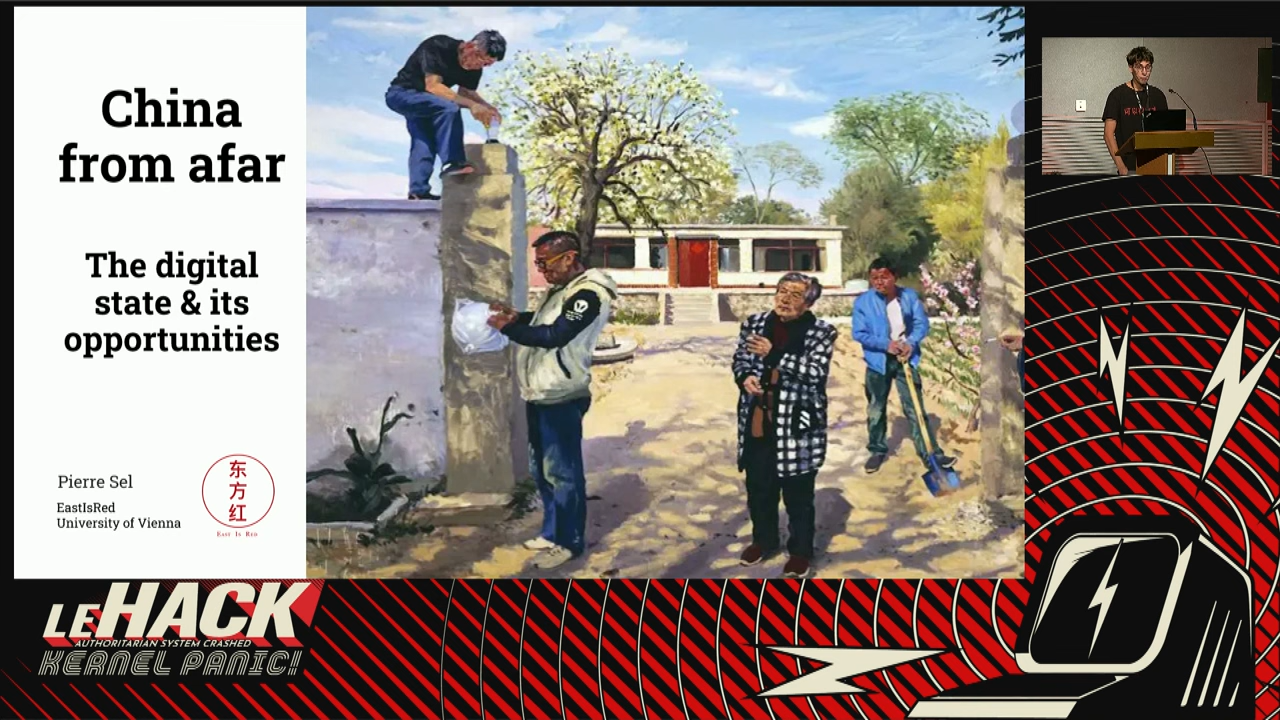 China
from afar
The digital
state & its
opportunities
Pierre Sel
EastIsRed
University of Vienna
东
方
红
East Is Red
LEHACK
AUTHORITARIAN SYSTEM CRASHED
KERNEL PANIC!